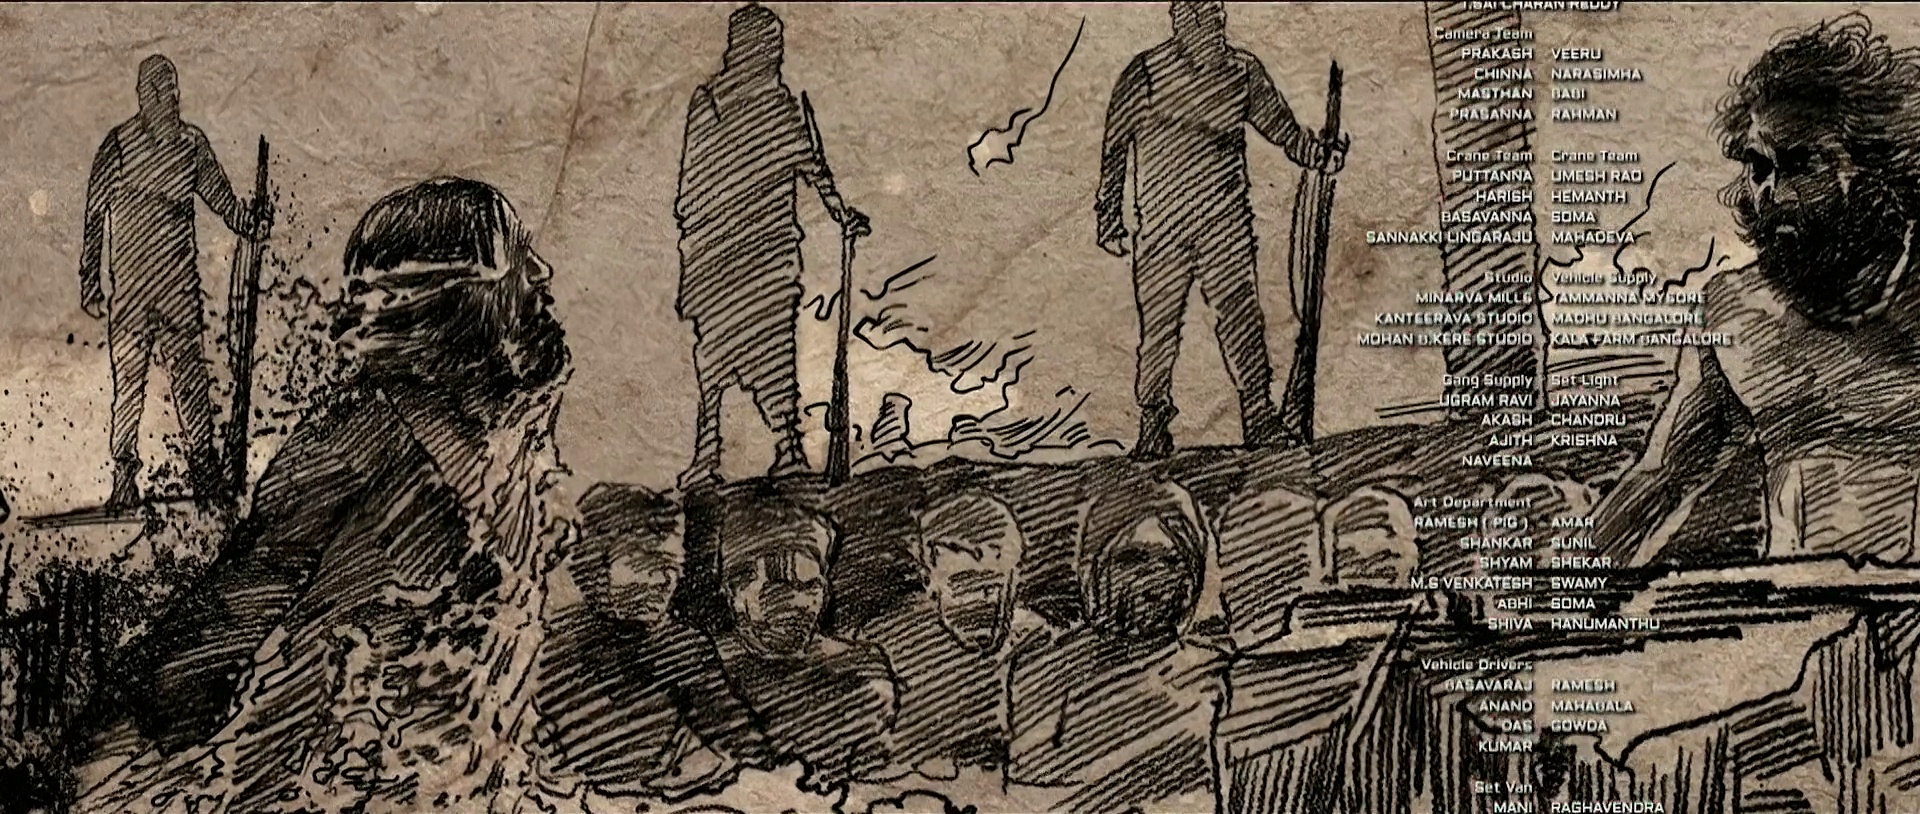 T.SAI CHARAN REDDY
Camera Team
PRAKASH VEERU
CHINNA NARASIMHA
MASTHAN BABI
PRASANNA RAHMAN
Crane Team Crane Team
PUTTANNA UMESH RAO
HARISH HEMANTH
BASAVANNA SOMA
SANNAKKI LINGARAJU MAHADEVA
Studio Vehicle Supply
MINARVA MILLS YAMMANNA MYSORE
KANTEERAVA STUDIO MADHU BANGALORE
MOHAN B.KERE STUDIO KALA FARM BANGALORE
Gang Supply Set Light
UGRAM RAVI JAYANNA
AKASH CHANDRU
AJITH KRISHNA
NAVEENA
Art Department
RAMESH ( PIG ) AMAR
SHANKAR SUNIL
SHYAM SHEKAR
M.S VENKATESH SWAMY
ABHI SOMA
SHIVA HANUMANTHU
Vehicle Drivers
BASAVARAJ RAMESH
ANAND MAHABALA
DAS GOWDA
KUMAR
Set Van
MANI RAGHAVENDRA